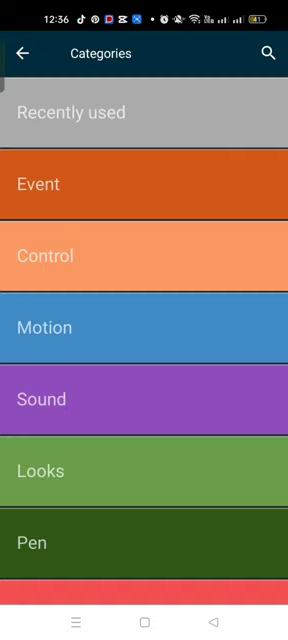 12:36
Categories
Recently used
Event
Control
Motion
Sound
Looks
Pen